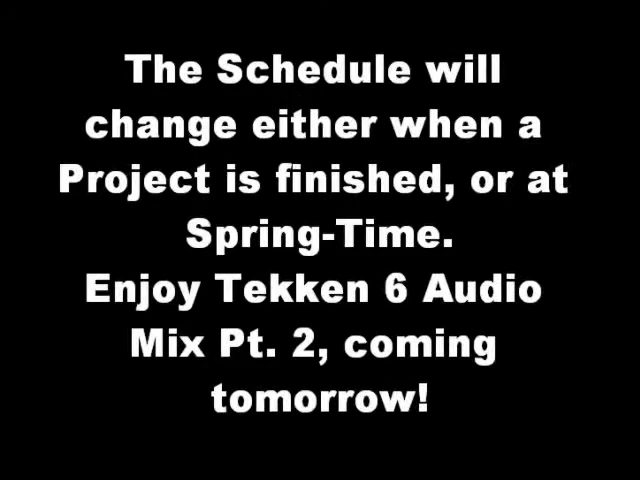 The Schedule will
change either when a
Project is finished, or at
Spring-Time.
Enjoy Tekken 6 Audio
Mix Pt. 2, coming
tomorrow!